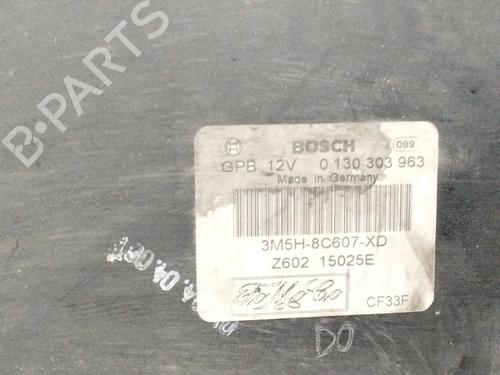 B-PARTS
BOSCH 089
GPB 12V 0 130 303 963
Made in Germany
3M5H-8C607-XD
Z602 15025E
FoMoCo
CF33F
DO